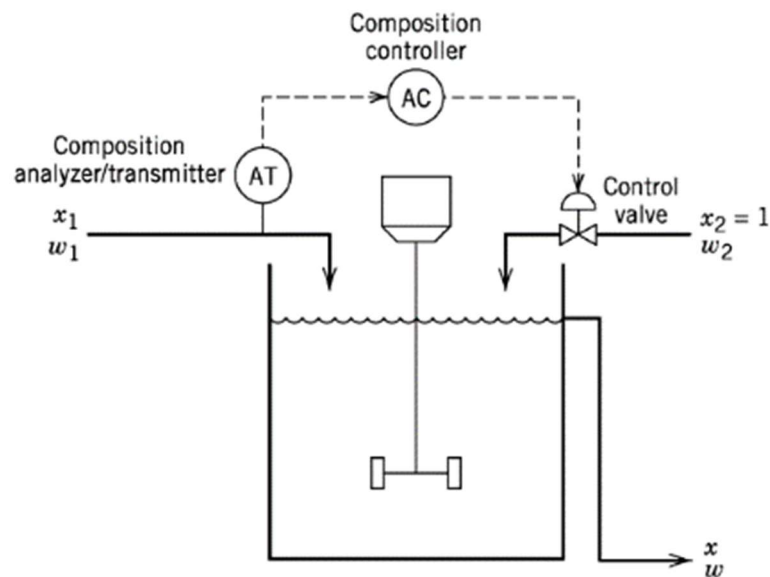 Composition
controller
AC
Composition
analyzer/transmitter
AT
Control
valve
x₁
w₁
x₂ = 1
w₂
x
w